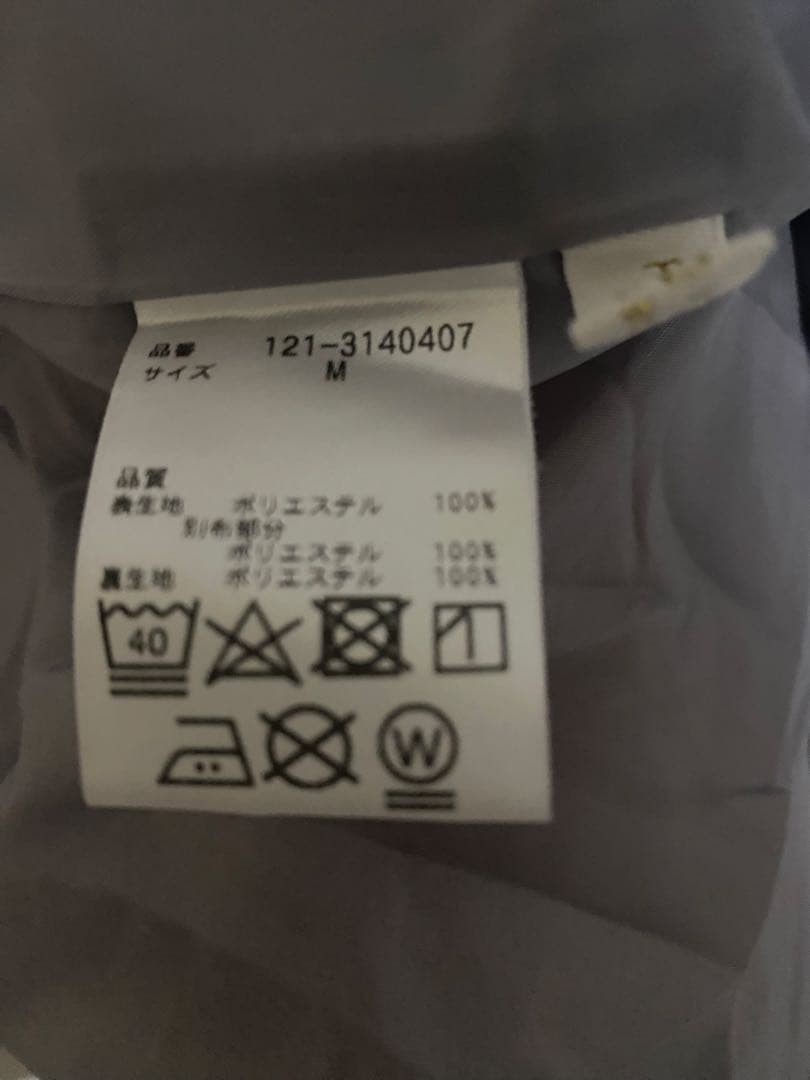 品番 121-3140407
サイズ M
品質
表生地 ポリエステル 100%
別布部分
ポリエステル 100%
裏生地 ポリエステル 100%
40
W